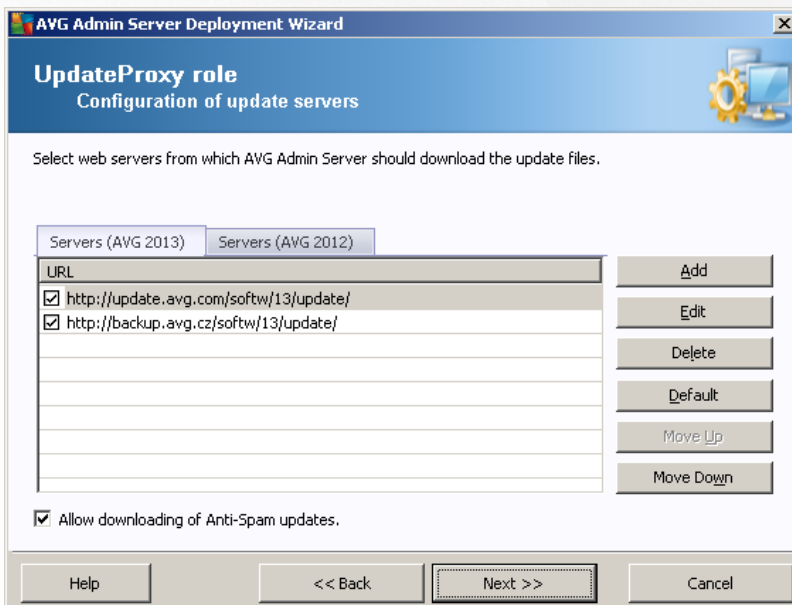 AVG Admin Server Deployment Wizard
UpdateProxy role
Configuration of update servers
Select web servers from which AVG Admin Server should download the update files.
Servers (AVG 2013) Servers (AVG 2012)
URL
http://update.avg.com/softw/13/update/
http://backup.avg.cz/softw/13/update/
Add
Edit
Delete
Default
Move Up
Move Down
Allow downloading of Anti-Spam updates.
Help << Back Next >> Cancel